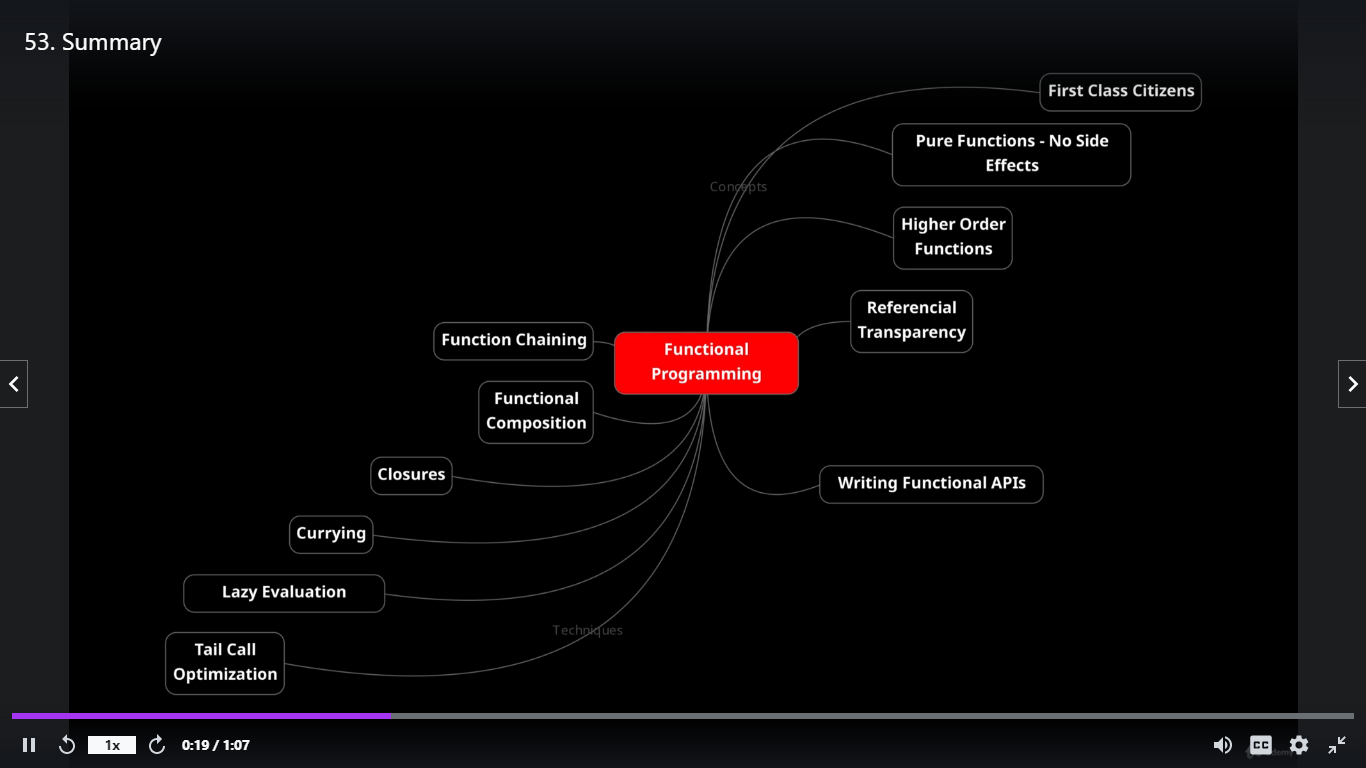 53. Summary
First Class Citizens
Pure Functions - No Side
Effects
Concepts
Higher Order
Functions
Referencial
Transparency
Function Chaining
Functional
Programming
Functional
Composition
Closures
Writing Functional APIs
Currying
Lazy Evaluation
Techniques
Tail Call
Optimization
1x
0:19 / 1:07
CC